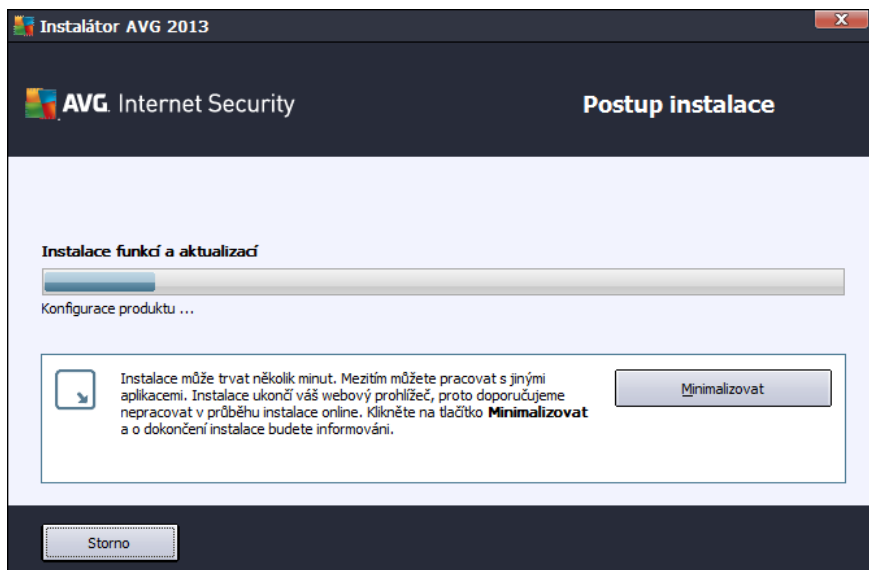 Instalátor AVG 2013
AVG. Internet Security
Postup instalace
Instalace funkcí a aktualizací
Konfigurace produktu ...
Instalace může trvat několik minut. Mezitím můžete pracovat s jinými
aplikacemi. Instalace ukončí váš webový prohlížeč, proto doporučujeme
nepracovat v průběhu instalace online. Klikněte na tlačítko Minimalizovat
a o dokončení instalace budete informováni.
Minimalizovat
Storno